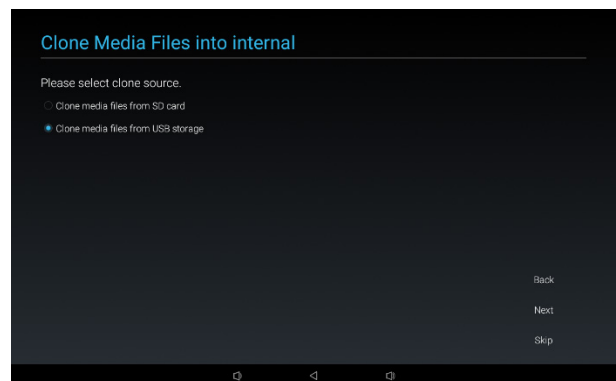 Clone Media Files into internal
Please select clone source.
Clone media files from SD card
Clone media files from USB storage
Back
Next
Skip